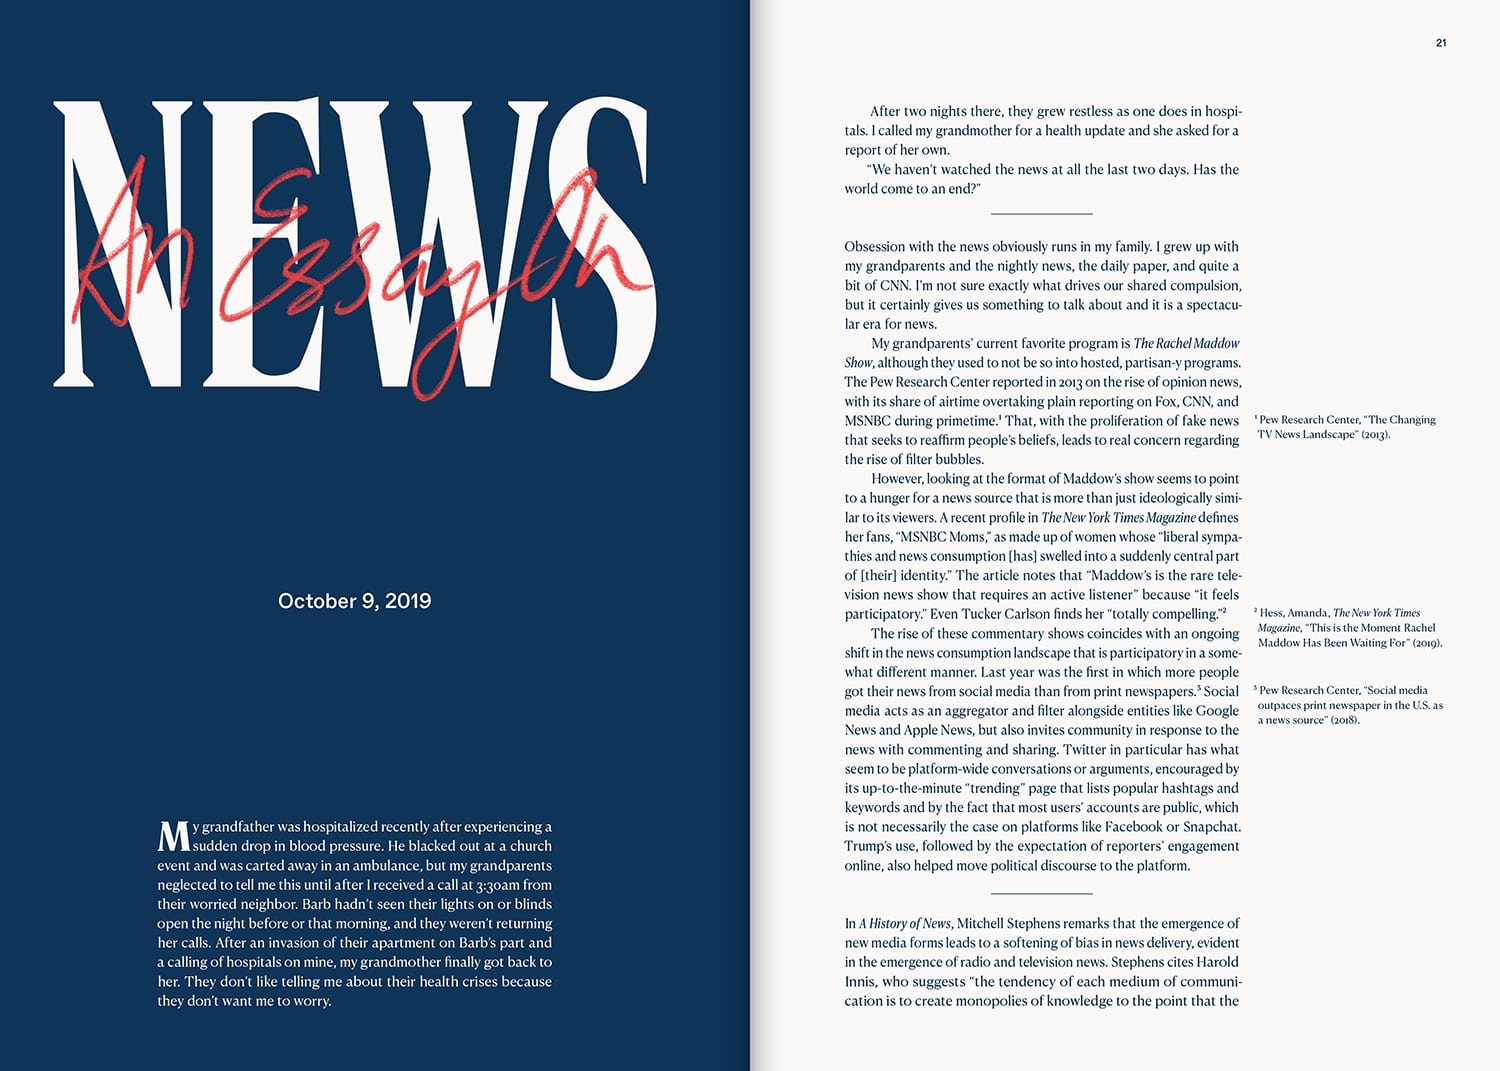 NEWS
An Essay On
October 9, 2019
My grandfather was hospitalized recently after experiencing a
sudden drop in blood pressure. He blacked out at a church
event and was carted away in an ambulance, but my grandparents
neglected to tell me this until after I received a call at 3:30am from
their worried neighbor. Barb hadn't seen their lights on or blinds
open the night before or that morning, and they weren't returning
her calls. After an invasion of their apartment on Barb's part and
a calling of hospitals on mine, my grandmother finally got back to
her. They don't like telling me about their health crises because
they don't want me to worry.
21
After two nights there, they grew restless as one does in hospi-
tals. I called my grandmother for a health update and she asked for a
report of her own.
“We haven't watched the news at all the last two days. Has the
world come to an end?”
Obsession with the news obviously runs in my family. I grew up with
my grandparents and the nightly news, the daily paper, and quite a
bit of CNN. I'm not sure exactly what drives our shared compulsion,
but it certainly gives us something to talk about and it is a spectacu-
lar era for news.
My grandparents' current favorite program is The Rachel Maddow
Show, although they used to not be so into hosted, partisan-y programs.
The Pew Research Center reported in 2013 on the rise of opinion news,
with its share of airtime overtaking plain reporting on Fox, CNN, and
MSNBC during primetime.¹ That, with the proliferation of fake news
that seeks to reaffirm people's beliefs, leads to real concern regarding
the rise of filter bubbles.
However, looking at the format of Maddow's show seems to point
to a hunger for a news source that is more than just ideologically simi-
lar to its viewers. A recent profile in The New York Times Magazine defines
her fans, “MSNBC Moms,” as made up of women whose “liberal sympa-
thies and news consumption [has] swelled into a suddenly central part
of [their] identity.” The article notes that “Maddow's is the rare tele-
vision news show that requires an active listener” because “it feels
participatory.” Even Tucker Carlson finds her “totally compelling.”²
The rise of these commentary shows coincides with an ongoing
shift in the news consumption landscape that is participatory in a some-
what different manner. Last year was the first in which more people
got their news from social media than from print newspapers.³ Social
media acts as an aggregator and filter alongside entities like Google
News and Apple News, but also invites community in response to the
news with commenting and sharing. Twitter in particular has what
seem to be platform-wide conversations or arguments, encouraged by
its up-to-the-minute “trending” page that lists popular hashtags and
keywords and by the fact that most users' accounts are public, which
is not necessarily the case on platforms like Facebook or Snapchat.
Trump's use, followed by the expectation of reporters' engagement
online, also helped move political discourse to the platform.
In A History of News, Mitchell Stephens remarks that the emergence of
new media forms leads to a softening of bias in news delivery, evident
in the emergence of radio and television news. Stephens cites Harold
Innis, who suggests “the tendency of each medium of communi-
cation is to create monopolies of knowledge to the point that the
¹ Pew Research Center, “The Changing
TV News Landscape” (2013).
² Hess, Amanda, The New York Times
Magazine, “This is the Moment Rachel
Maddow Has Been Waiting For” (2019).
³ Pew Research Center, “Social media
outpaces print newspaper in the U.S. as
a news source” (2018).